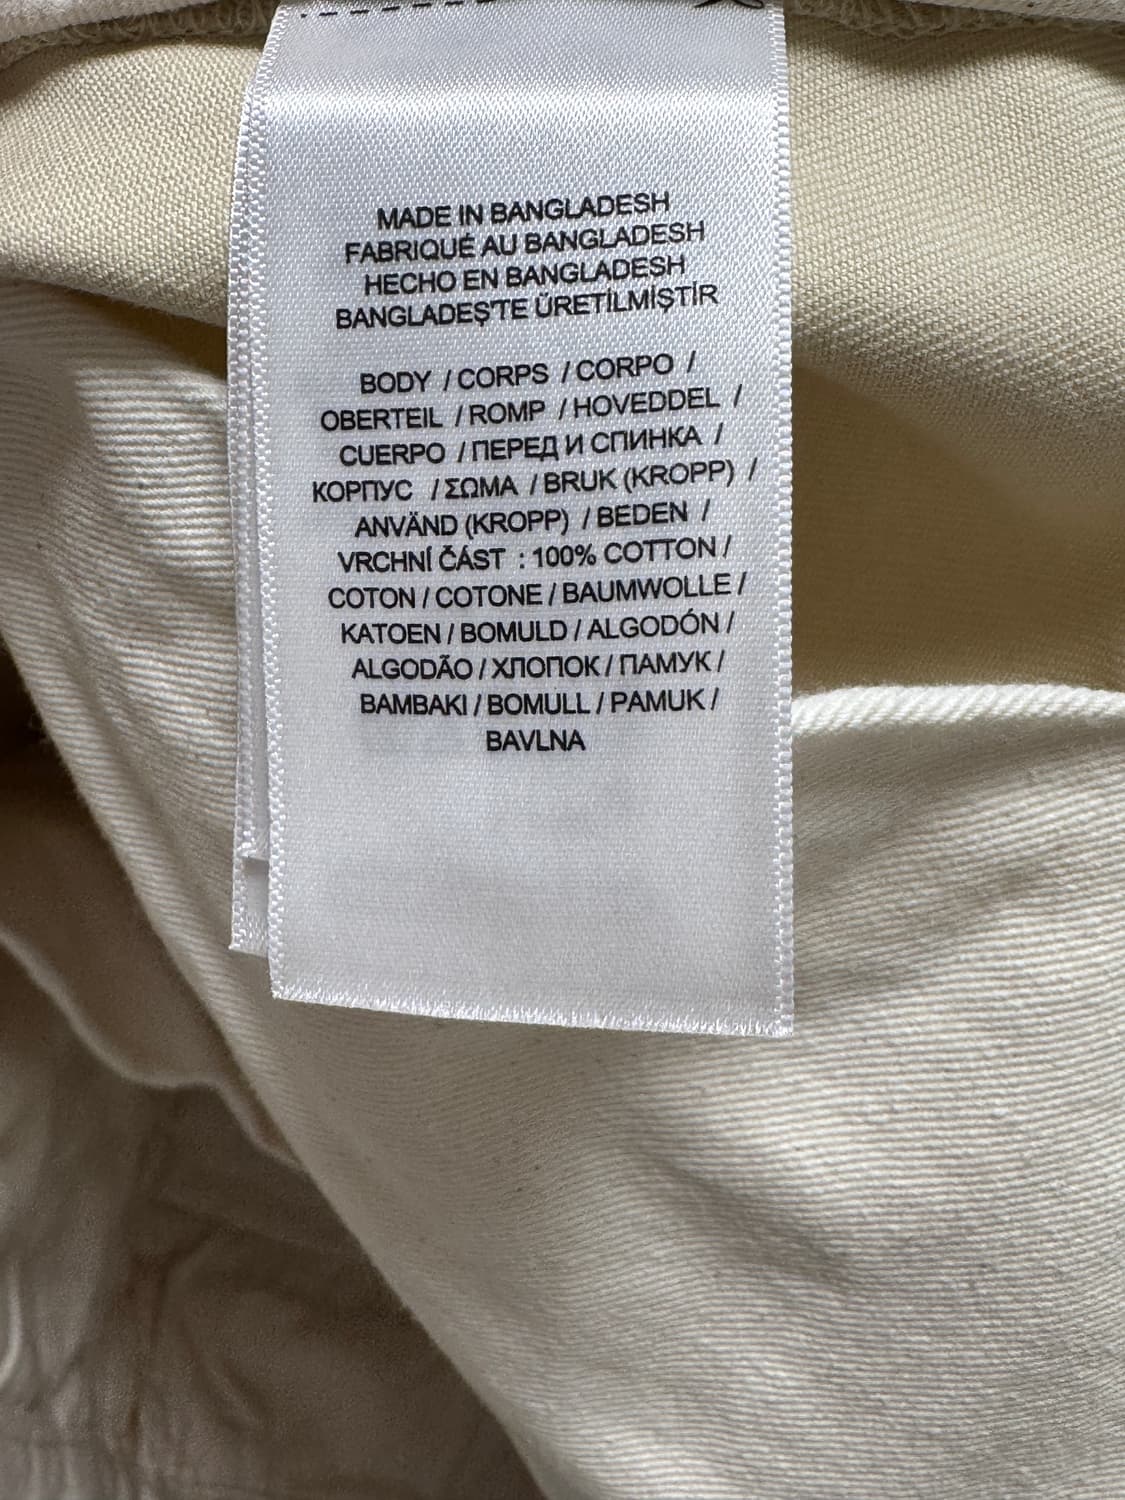 MADE IN BANGLADESH
FABRIQUÉ AU BANGLADESH
HECHO EN BANGLADESH
BANGLADEŞ'TE ÜRETİLMİŞTİR
BODY / CORPS / CORPO /
OBERTEIL / ROMP / HOVEDDEL /
CUERPO / ПЕРЕД И СПИНКА /
КОРПУС / ΣΩΜΑ / BRUK (KROPP) /
ANVÄND (KROPP) / BEDEN /
VRCHNÍ ČÁST : 100% COTTON /
COTON / COTONE / BAUMWOLLE /
KATOEN / BOMULD / ALGODÓN /
ALGODÃO / ХЛОПОК / ПАМУК /
ΒΑΜΒΑΚΙ / BOMULL / PAMUK /
BAVLNA